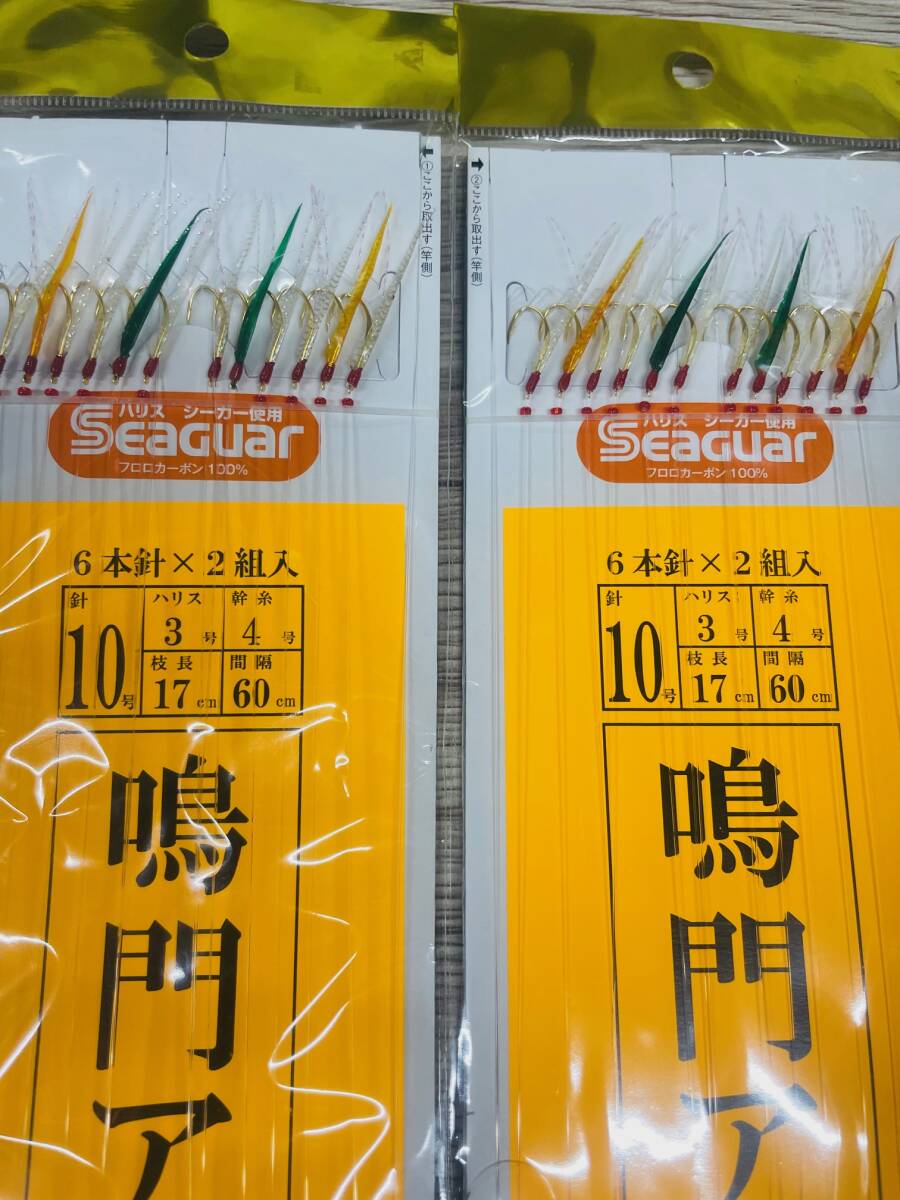 ←①ここから取出す(竿側)
ハリス シーガー使用
Seaguar
フロロカーボン100%
6本針×2組入
針 ハリス 幹糸
10号 3号 4号
枝長 間隔
17cm 60cm
鳴門ア
→②ここから取出す(竿側)
ハリス シーガー使用
Seaguar
フロロカーボン100%
6本針×2組入
針 ハリス 幹糸
10号 3号 4号
枝長 間隔
17cm 60cm
鳴門ア